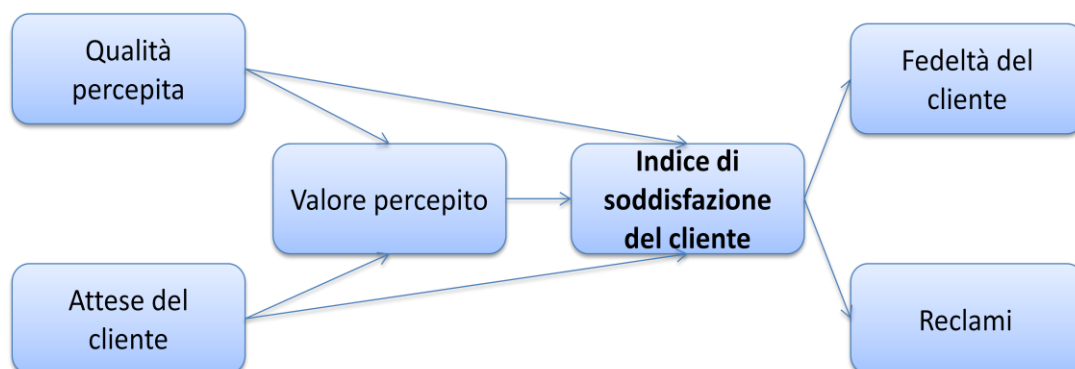 Qualità
percepita
Fedeltà del
cliente
Valore percepito
Indice di
soddisfazione
del cliente
Attese del
cliente
Reclami